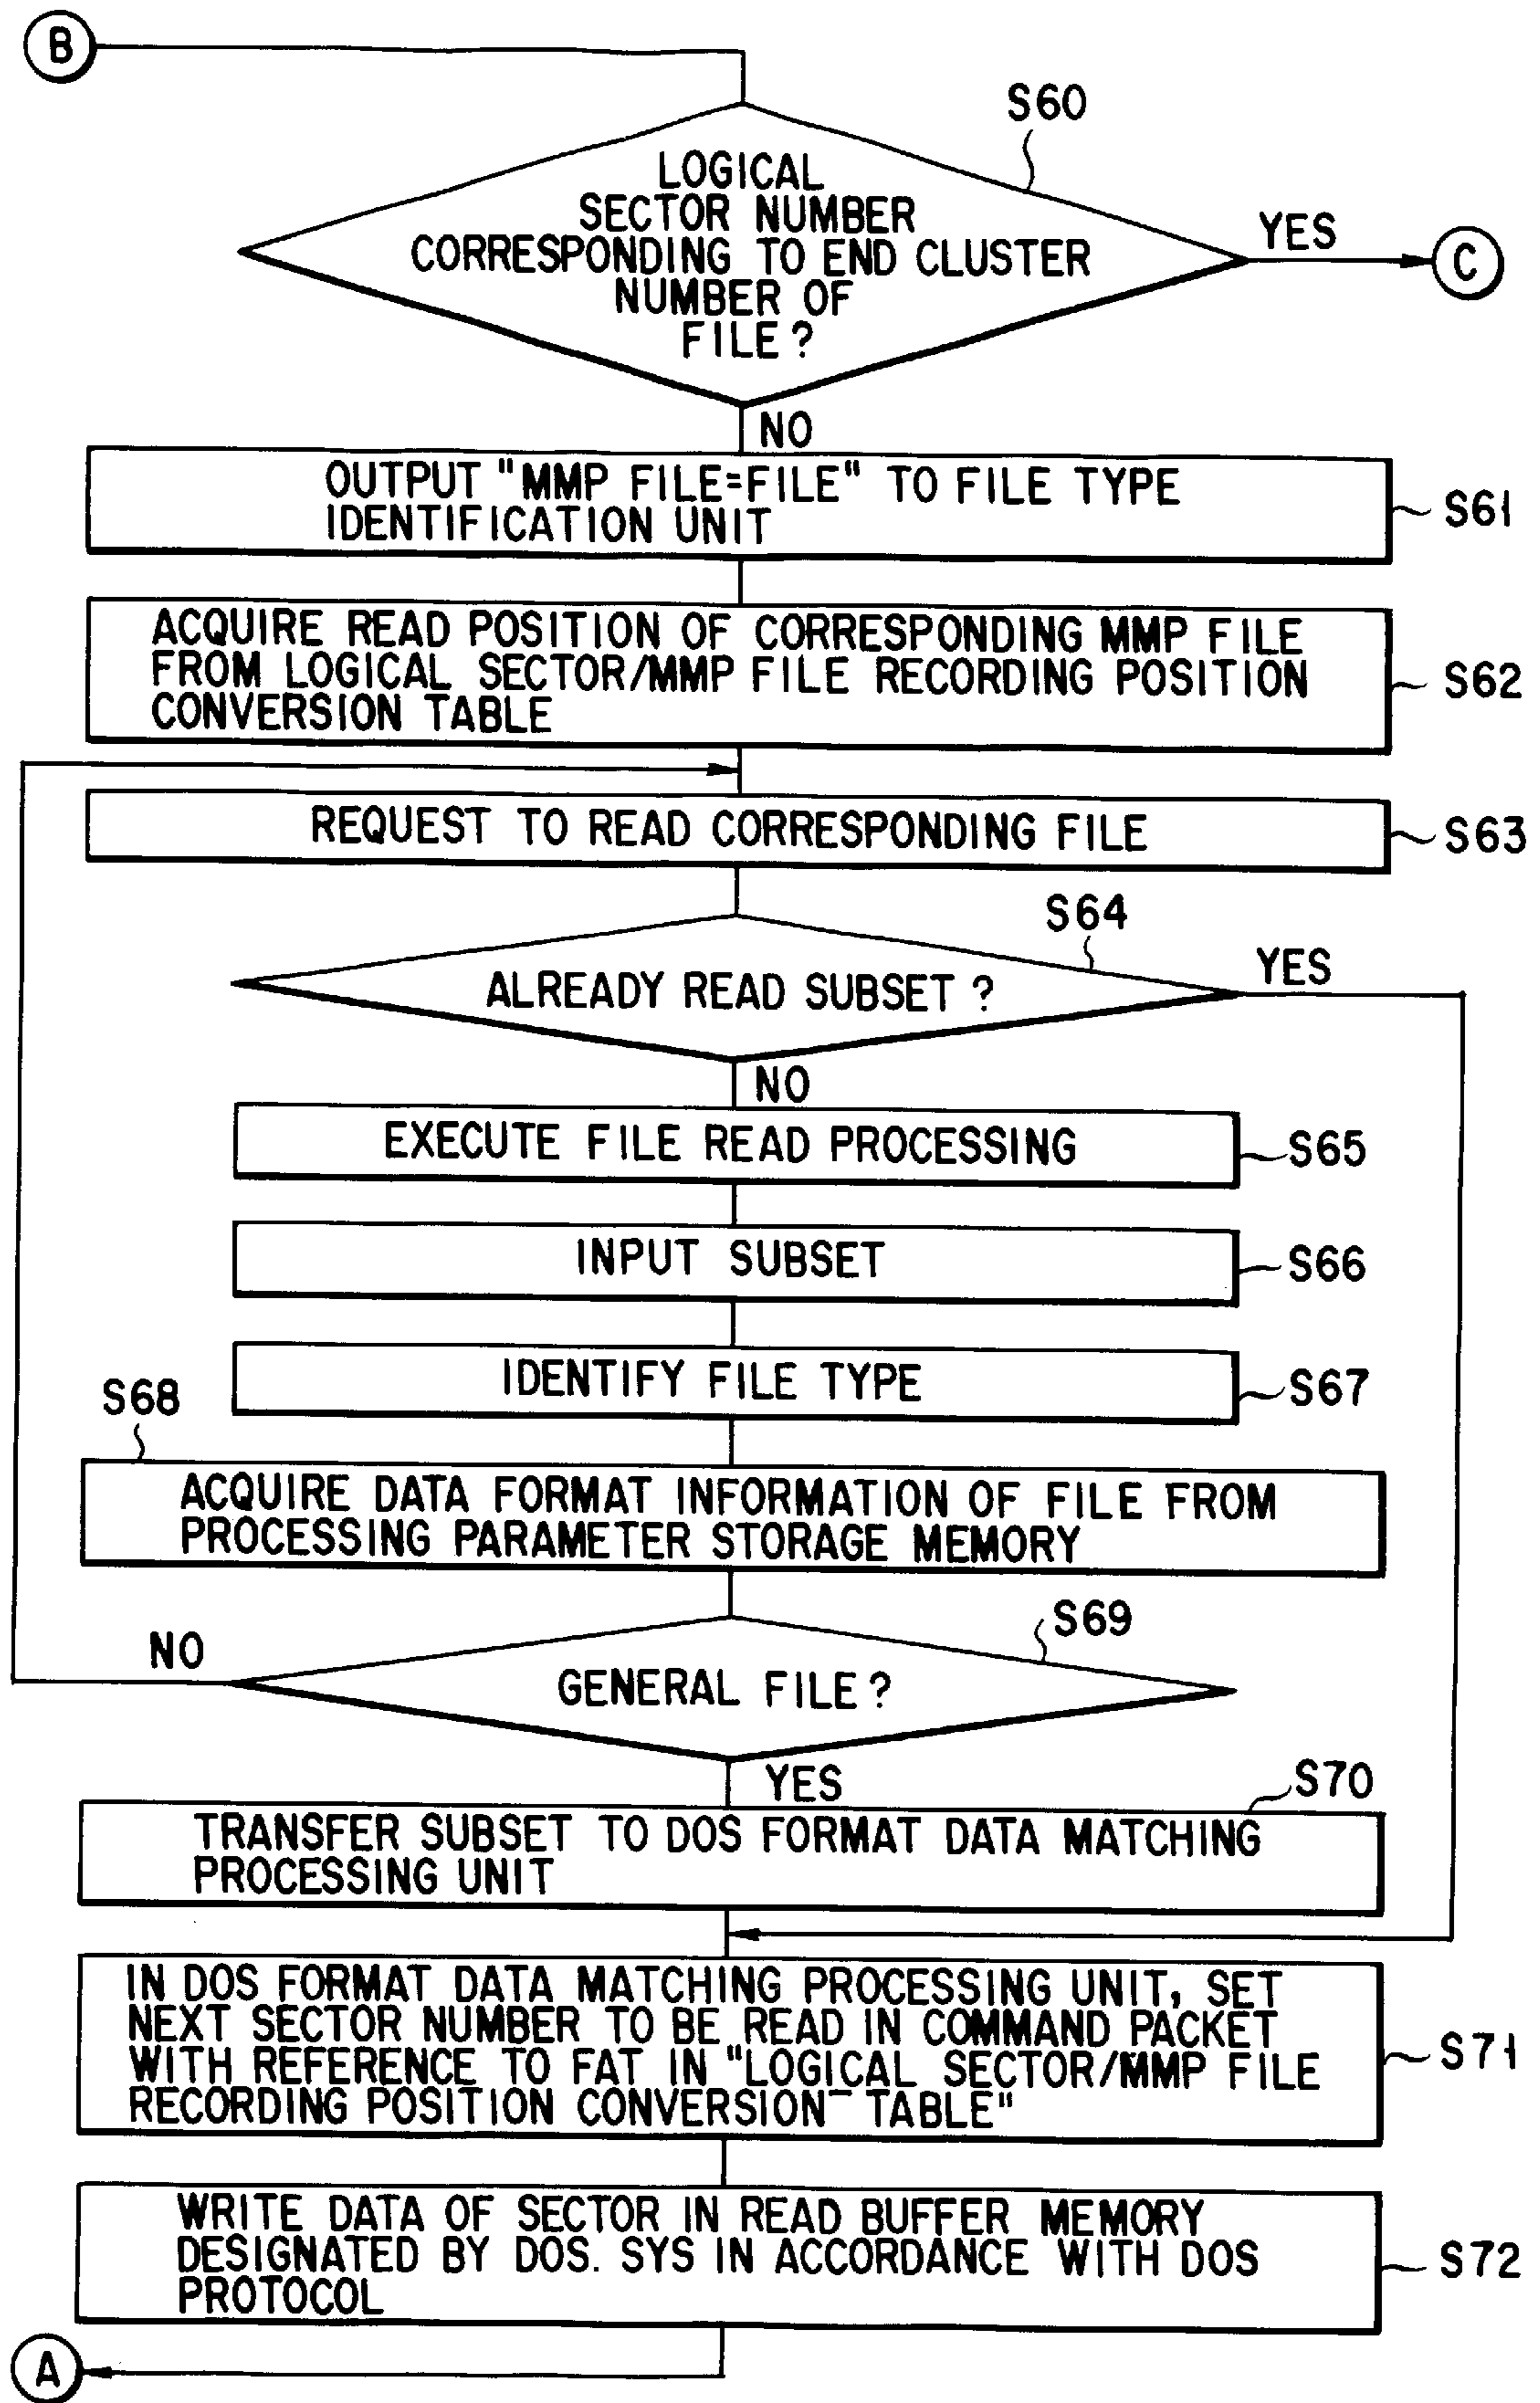 B
S60
LOGICAL
SECTOR NUMBER
CORRESPONDING TO END CLUSTER
NUMBER OF
FILE?
YES
C
NO
OUTPUT "MMP FILE=FILE" TO FILE TYPE
IDENTIFICATION UNIT
S61
ACQUIRE READ POSITION OF CORRESPONDING MMP FILE
FROM LOGICAL SECTOR/MMP FILE RECORDING POSITION
CONVERSION TABLE
S62
REQUEST TO READ CORRESPONDING FILE
S63
S64
ALREADY READ SUBSET?
YES
NO
EXECUTE FILE READ PROCESSING
S65
INPUT SUBSET
S66
IDENTIFY FILE TYPE
S67
S68
ACQUIRE DATA FORMAT INFORMATION OF FILE FROM
PROCESSING PARAMETER STORAGE MEMORY
S69
NO
GENERAL FILE?
YES
S70
TRANSFER SUBSET TO DOS FORMAT DATA MATCHING
PROCESSING UNIT
IN DOS FORMAT DATA MATCHING PROCESSING UNIT, SET
NEXT SECTOR NUMBER TO BE READ IN COMMAND PACKET
WITH REFERENCE TO FAT IN "LOGICAL SECTOR/MMP FILE
RECORDING POSITION CONVERSION TABLE"
S71
WRITE DATA OF SECTOR IN READ BUFFER MEMORY
DESIGNATED BY DOS. SYS IN ACCORDANCE WITH DOS
PROTOCOL
S72
A